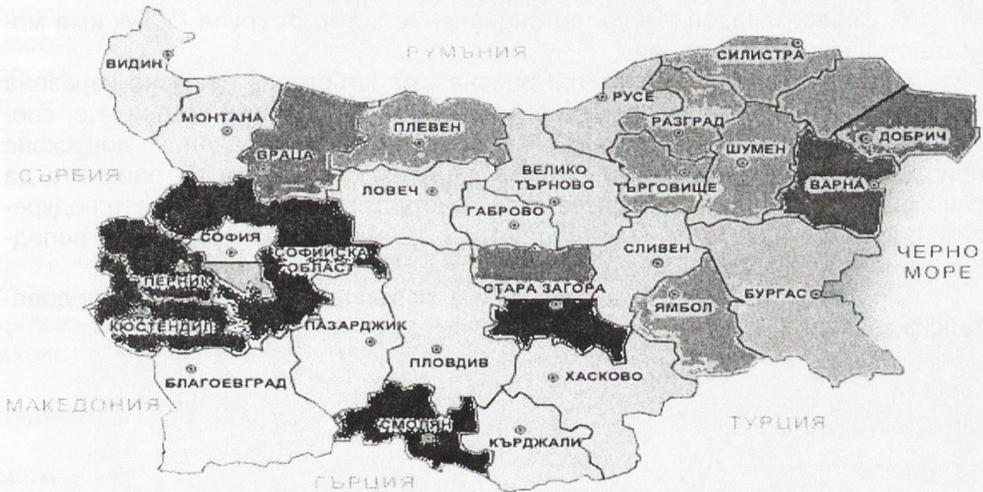 РУМЪНИЯ
ВИДИН
СИЛИСТРА
МОНТАНА
РУСЕ
ПЛЕВЕН
РАЗГРАД
ДОБРИЧ
ВРАЦА
ШУМЕН
СЪРБИЯ
ЛОВЕЧ
ВЕЛИКО
ТЪРНОВО
ТЪРГОВИЩЕ
ВАРНА
ГАБРОВО
СОФИЯ
СЛИВЕН
СОФИЙСКА
ОБЛАСТ
ЧЕРНО
МОРЕ
ПЕРНИК
СТАРА ЗАГОРА
ЯМБОЛ
БУРГАС
КЮСТЕНДИЛ
ПАЗАРДЖИК
ПЛОВДИВ
БЛАГОЕВГРАД
ХАСКОВО
МАКЕДОНИЯ
СМОЛЯН
ТУРЦИЯ
КЪРДЖАЛИ
ГЪРЦИЯ